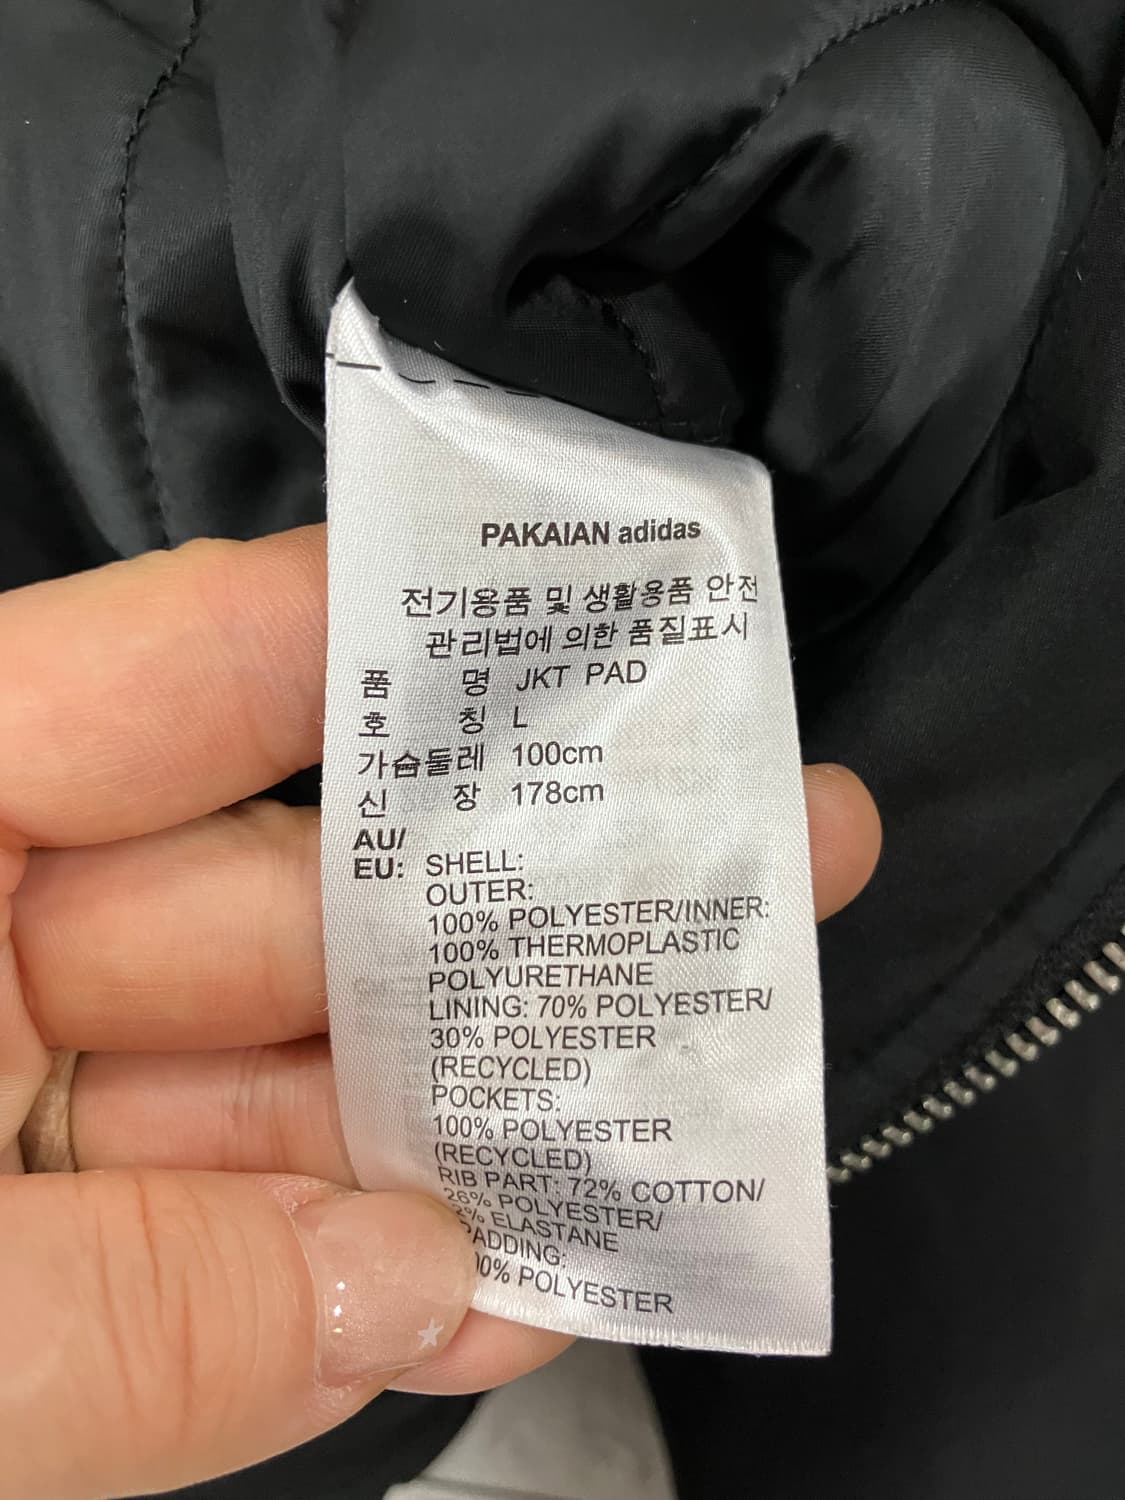 PAKAIAN adidas
전기용품 및 생활용품 안전
관리법에 의한 품질표시
품 명 JKT PAD
호 칭 L
가슴둘레 100cm
신 장 178cm
AU/
EU: SHELL:
OUTER:
100% POLYESTER/INNER:
100% THERMOPLASTIC
POLYURETHANE
LINING: 70% POLYESTER/
30% POLYESTER
(RECYCLED)
POCKETS:
100% POLYESTER
(RECYCLED)
RIB PART: 72% COTTON/
26% POLYESTER/
2% ELASTANE
PADDING:
100% POLYESTER